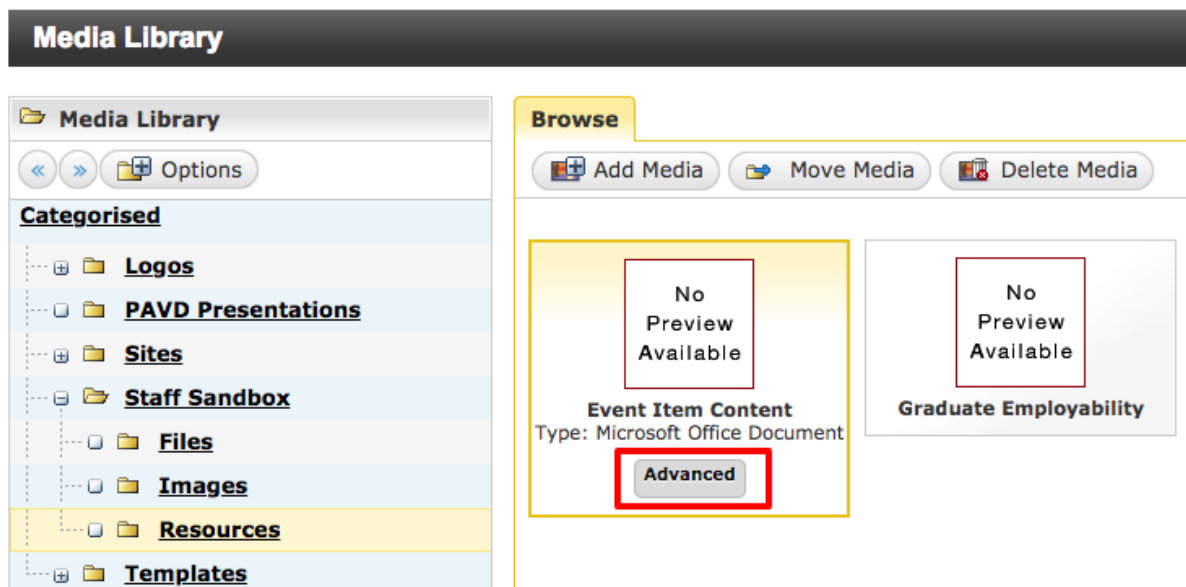 Media Library
Media Library
Options
Categorised
Logos
PAVD Presentations
Sites
Staff Sandbox
Files
Images
Resources
Templates
Browse
Add Media Move Media Delete Media
No
Preview
Available
Event Item Content
Type: Microsoft Office Document
Advanced
No
Preview
Available
Graduate Employability